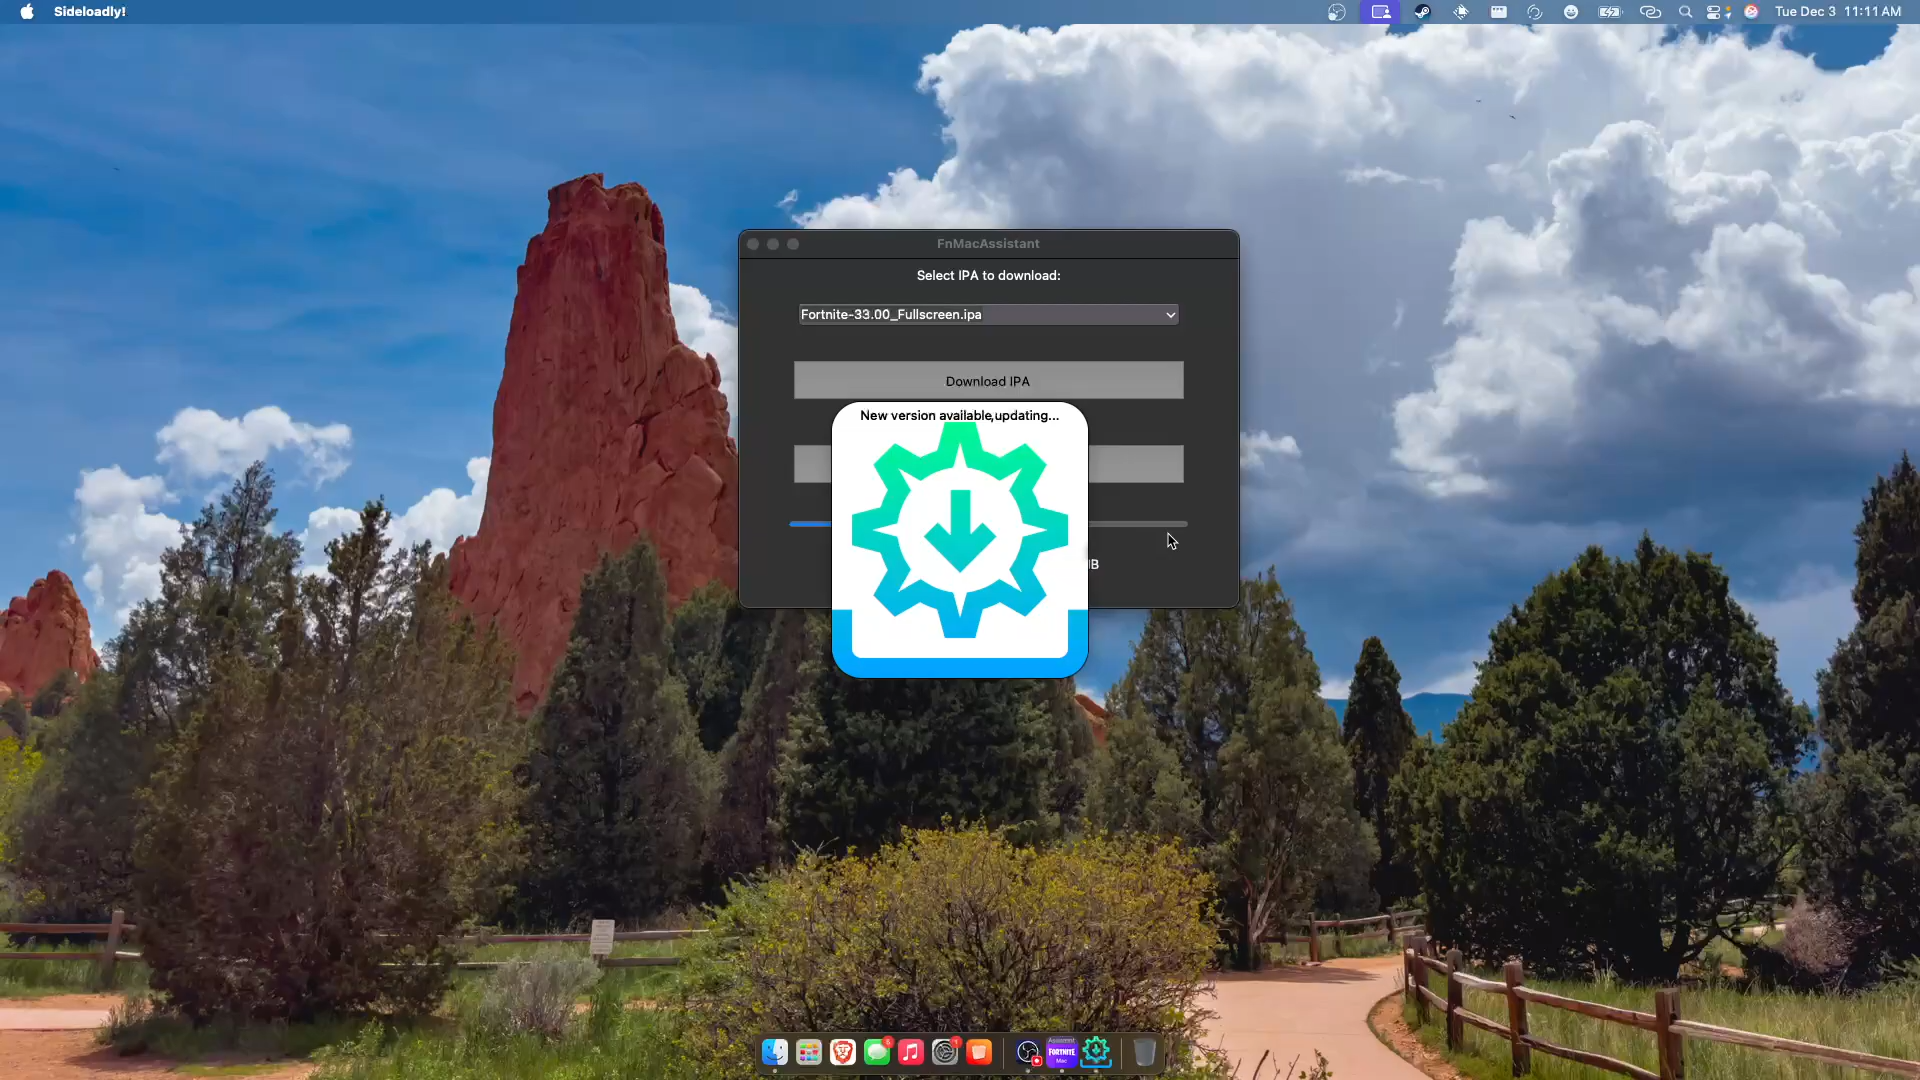 Sideloadly!
Tue Dec 3 11:11 AM
FnMacAssistant
Select IPA to download:
Fortnite-33.00_Fullscreen.ipa
Download IPA
New version available,updating...
FORTNITE
Mac